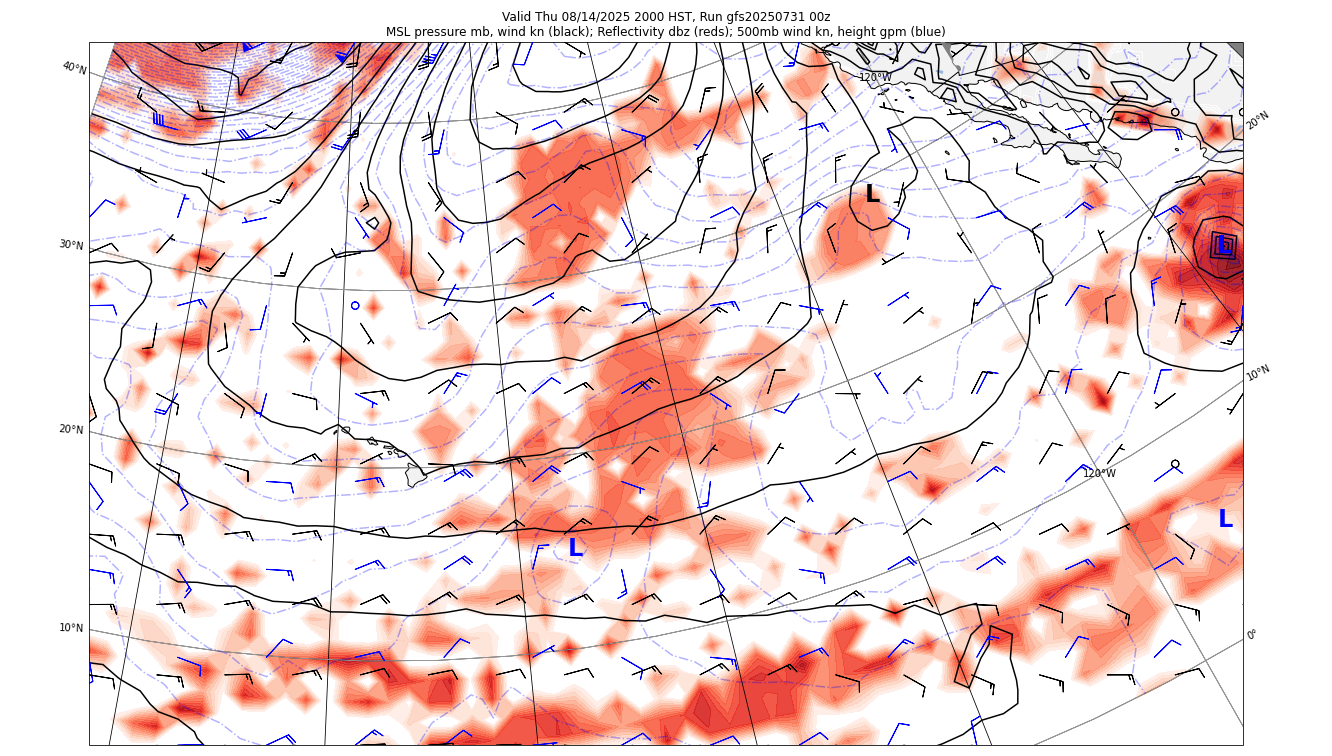 Valid Thu 08/14/2025 2000 HST, Run gfs20250731 00z
MSL pressure mb, wind kn (black); Reflectivity dbz (reds); 500mb wind kn, height gpm (blue)
40°N
120°W
20°N
L
30°N
L
10°N
20°N
120°W
L
L
10°N
0°